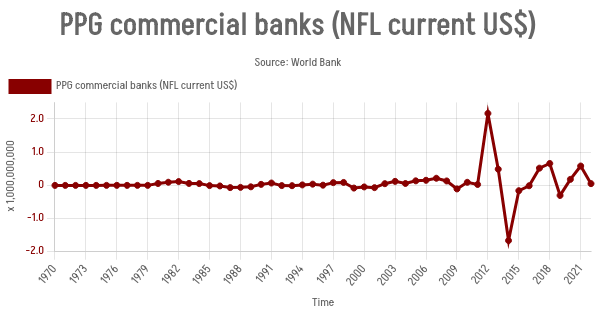 PPG commercial banks (NFL current US$)
Source: World Bank
PPG commercial banks (NFL current US$)
x 1,000,000,000
2.0
1.0
0
-1.0
-2.0
1970 1973 1976 1979 1982 1985 1988 1991 1994 1997 2000 2003 2006 2009 2012 2015 2018 2021
Time